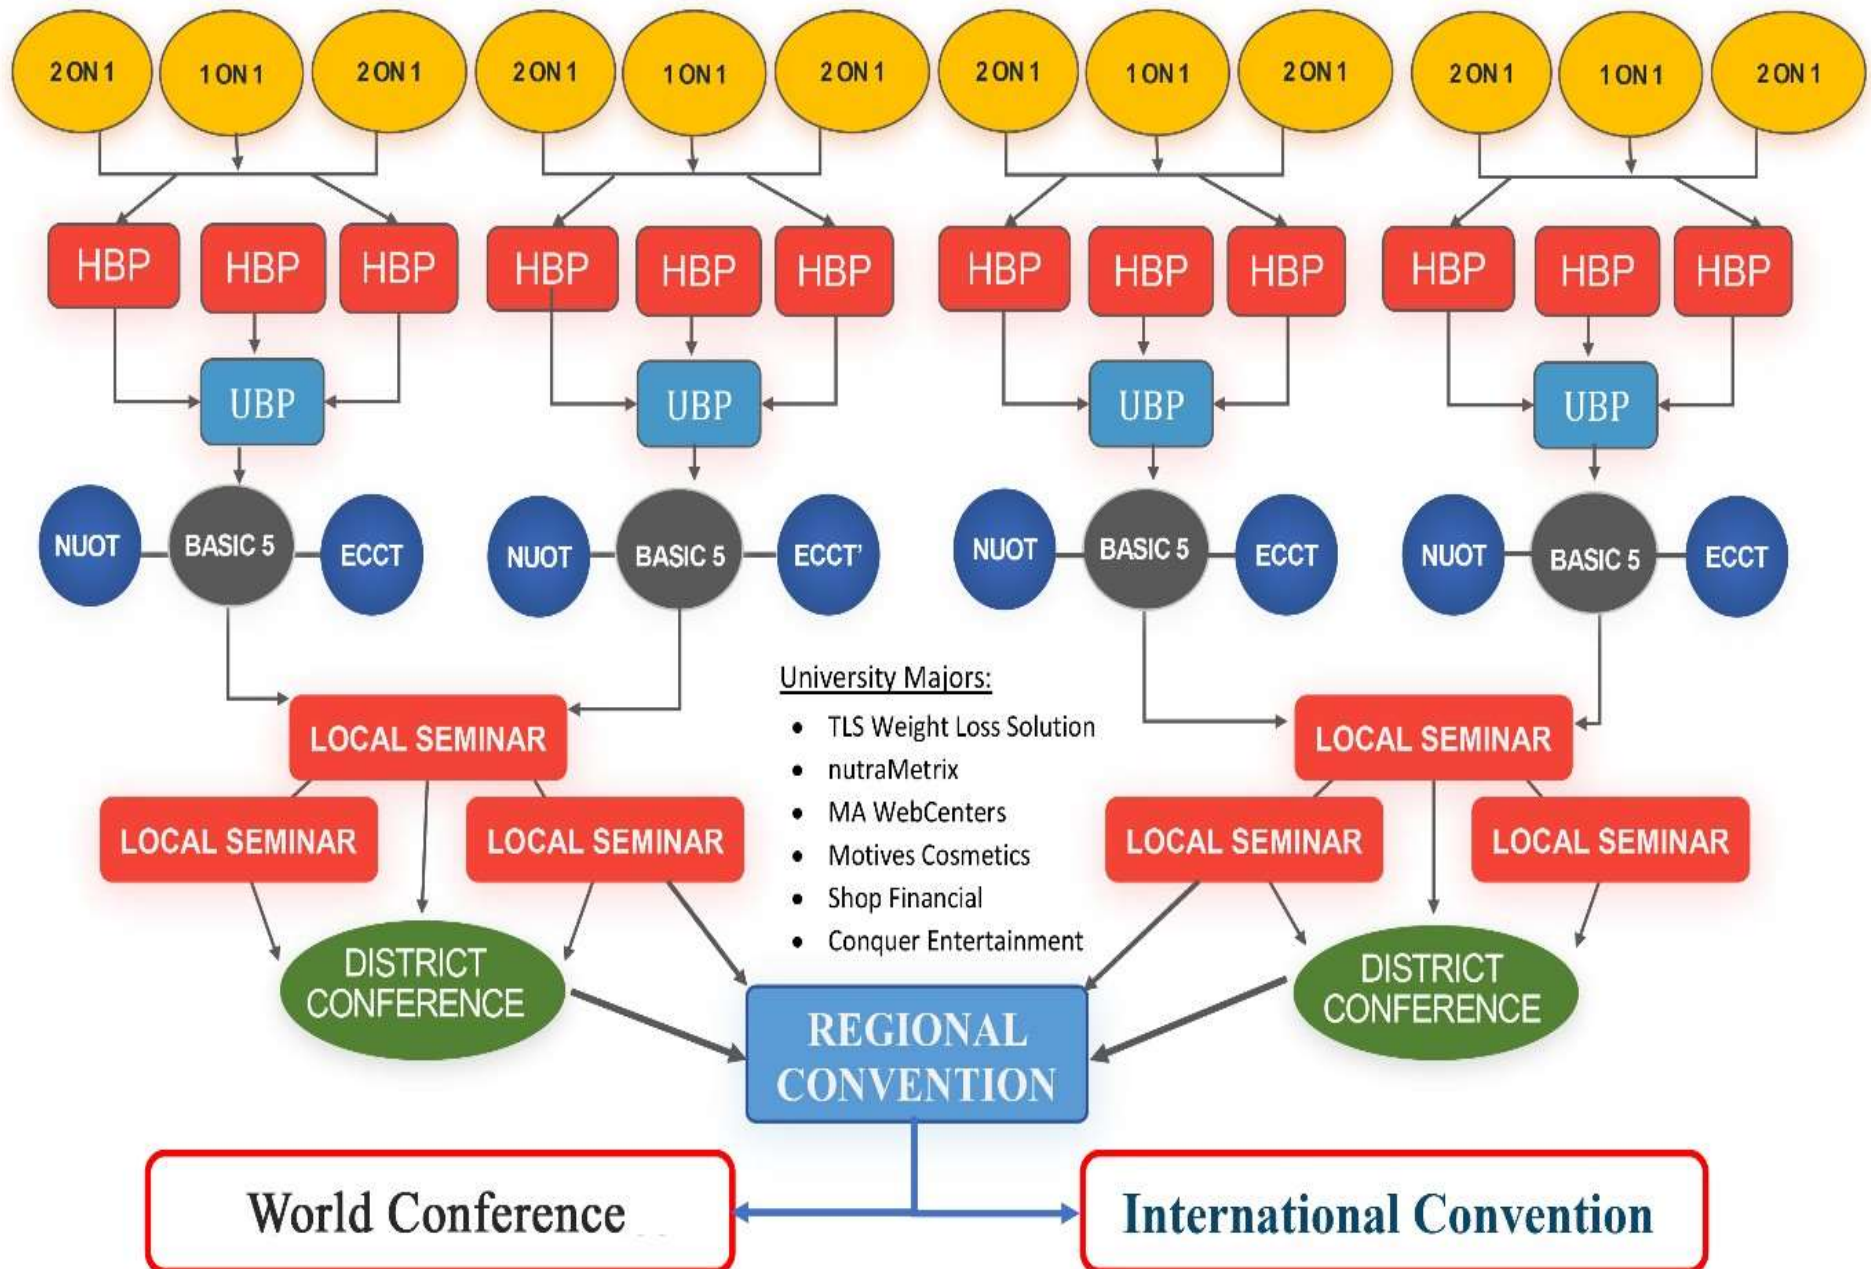 2 ON 1
1 ON 1
2 ON 1
2 ON 1
1 ON 1
2 ON 1
2 ON 1
1 ON 1
2 ON 1
2 ON 1
1 ON 1
2 ON 1
HBP
HBP
HBP
HBP
HBP
HBP
HBP
HBP
HBP
HBP
HBP
HBP
UBP
UBP
UBP
UBP
NUOT
BASIC 5
ECCT
NUOT
BASIC 5
ECCT'
NUOT
BASIC 5
ECCT
NUOT
BASIC 5
ECCT
LOCAL SEMINAR
LOCAL SEMINAR
LOCAL SEMINAR
DISTRICT
CONFERENCE
University Majors:
• TLS Weight Loss Solution
• nutraMetrix
• MA WebCenters
• Motives Cosmetics
• Shop Financial
• Conquer Entertainment
LOCAL SEMINAR
LOCAL SEMINAR
LOCAL SEMINAR
DISTRICT
CONFERENCE
REGIONAL
CONVENTION
World Conference
International Convention